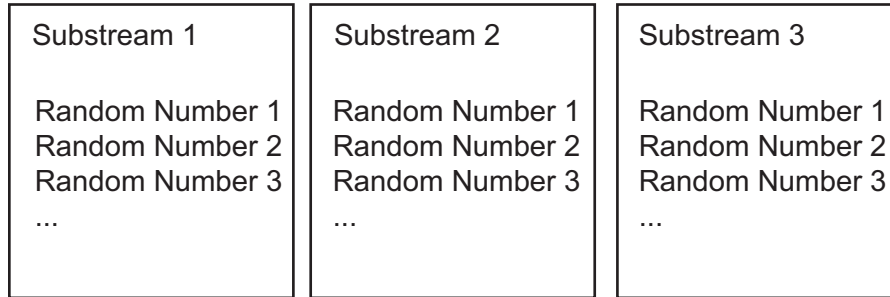 Substream 1
Random Number 1
Random Number 2
Random Number 3
...
Substream 2
Random Number 1
Random Number 2
Random Number 3
...
Substream 3
Random Number 1
Random Number 2
Random Number 3
...